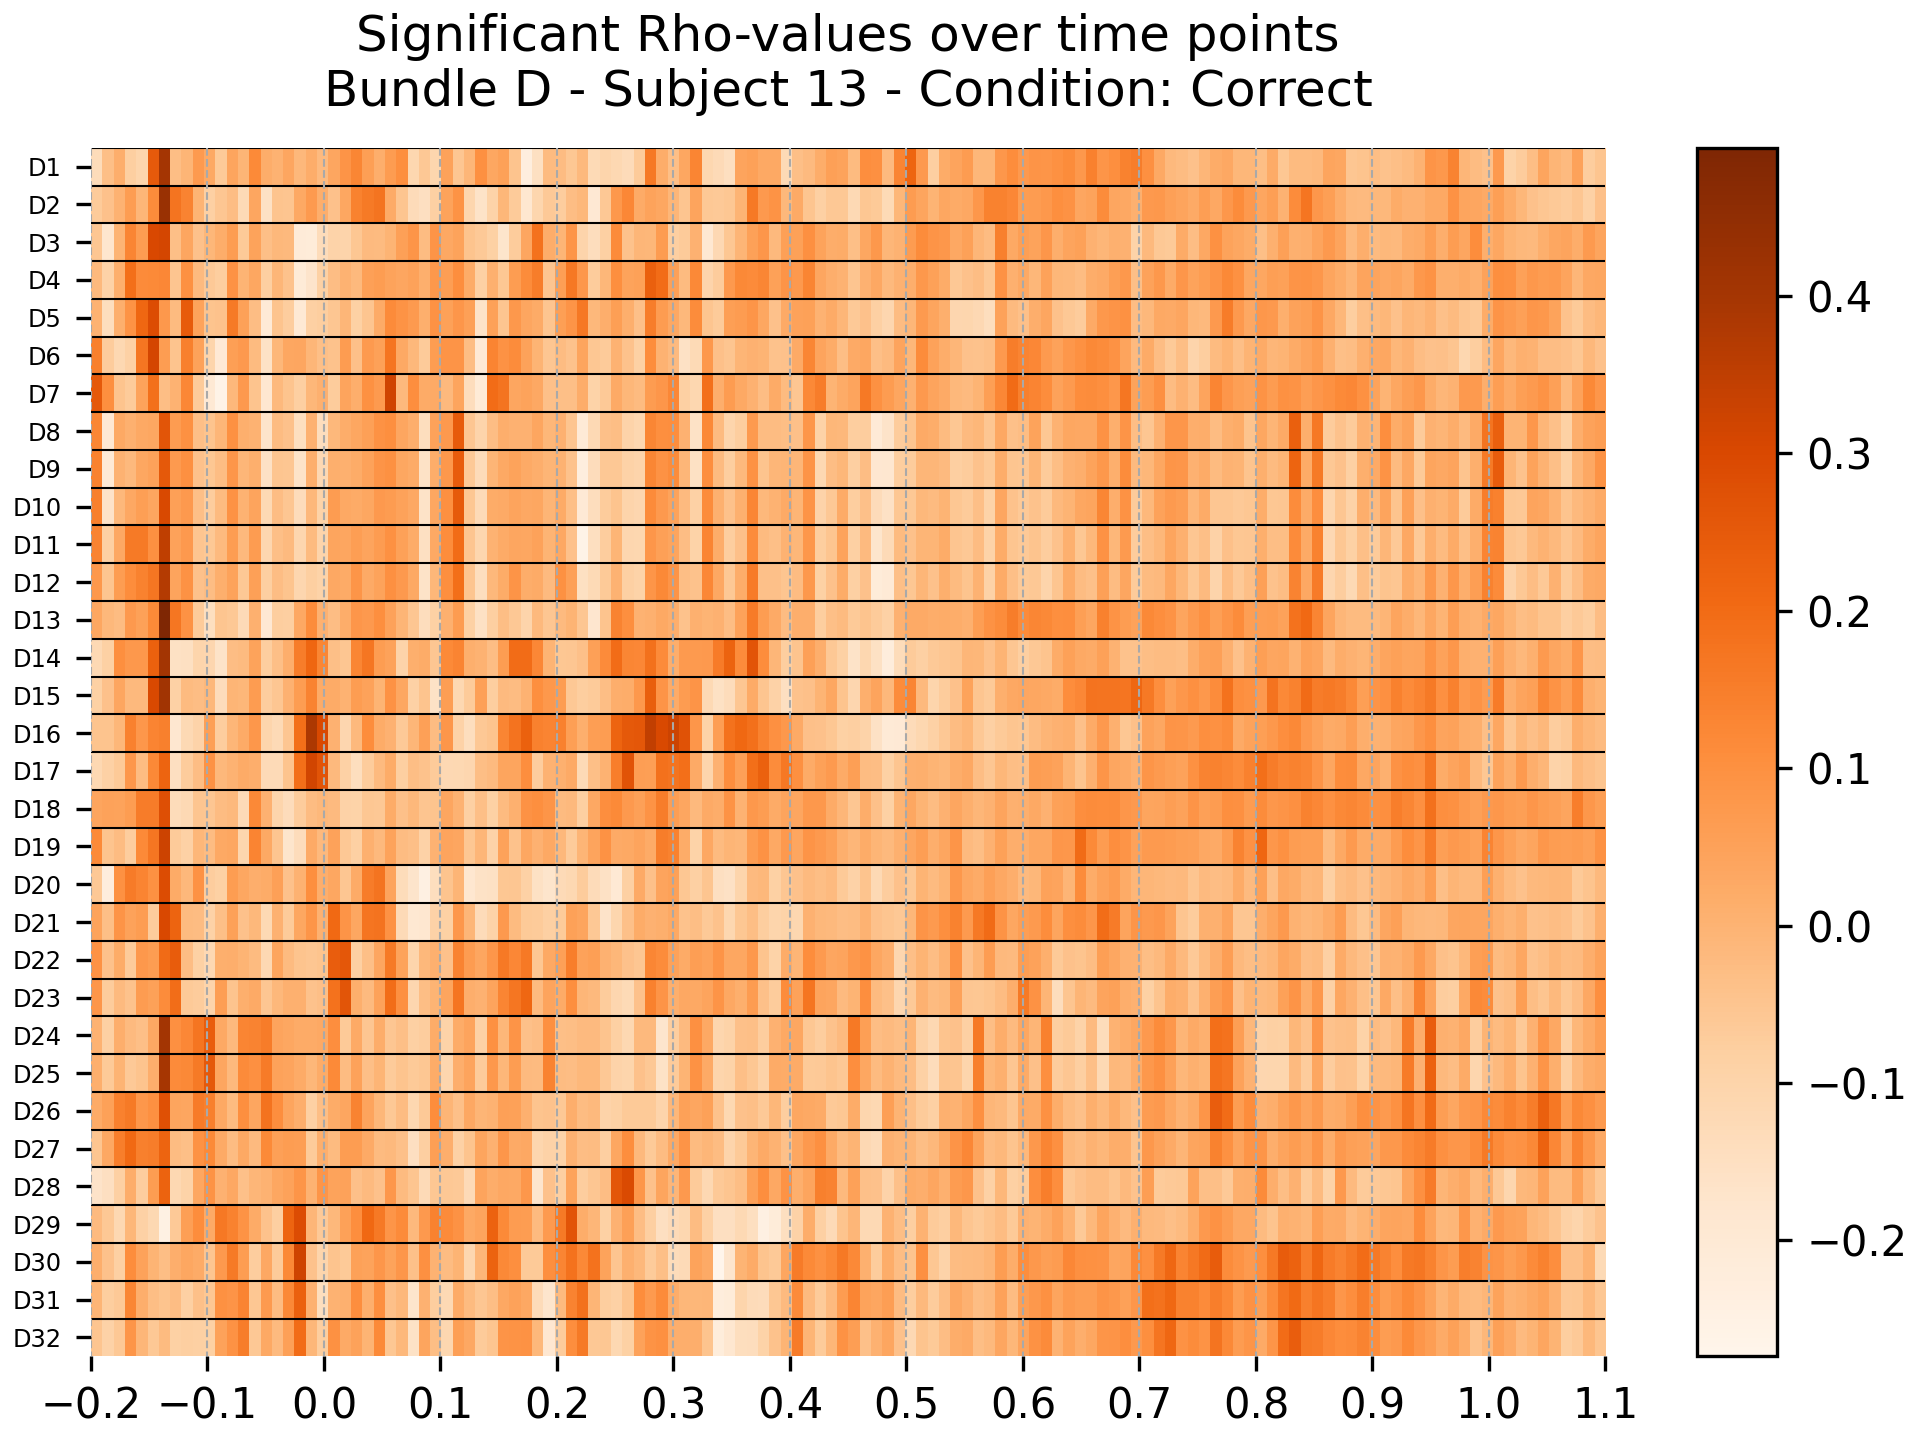 Significant Rho-values over time points
Bundle D - Subject 13 - Condition: Correct
D1
D2
D3
D4
D5
D6
D7
D8
D9
D10
D11
D12
D13
D14
D15
D16
D17
D18
D19
D20
D21
D22
D23
D24
D25
D26
D27
D28
D29
D30
D31
D32
−0.2 −0.1 0.0 0.1 0.2 0.3 0.4 0.5 0.6 0.7 0.8 0.9 1.0 1.1
0.4
0.3
0.2
0.1
0.0
−0.1
−0.2